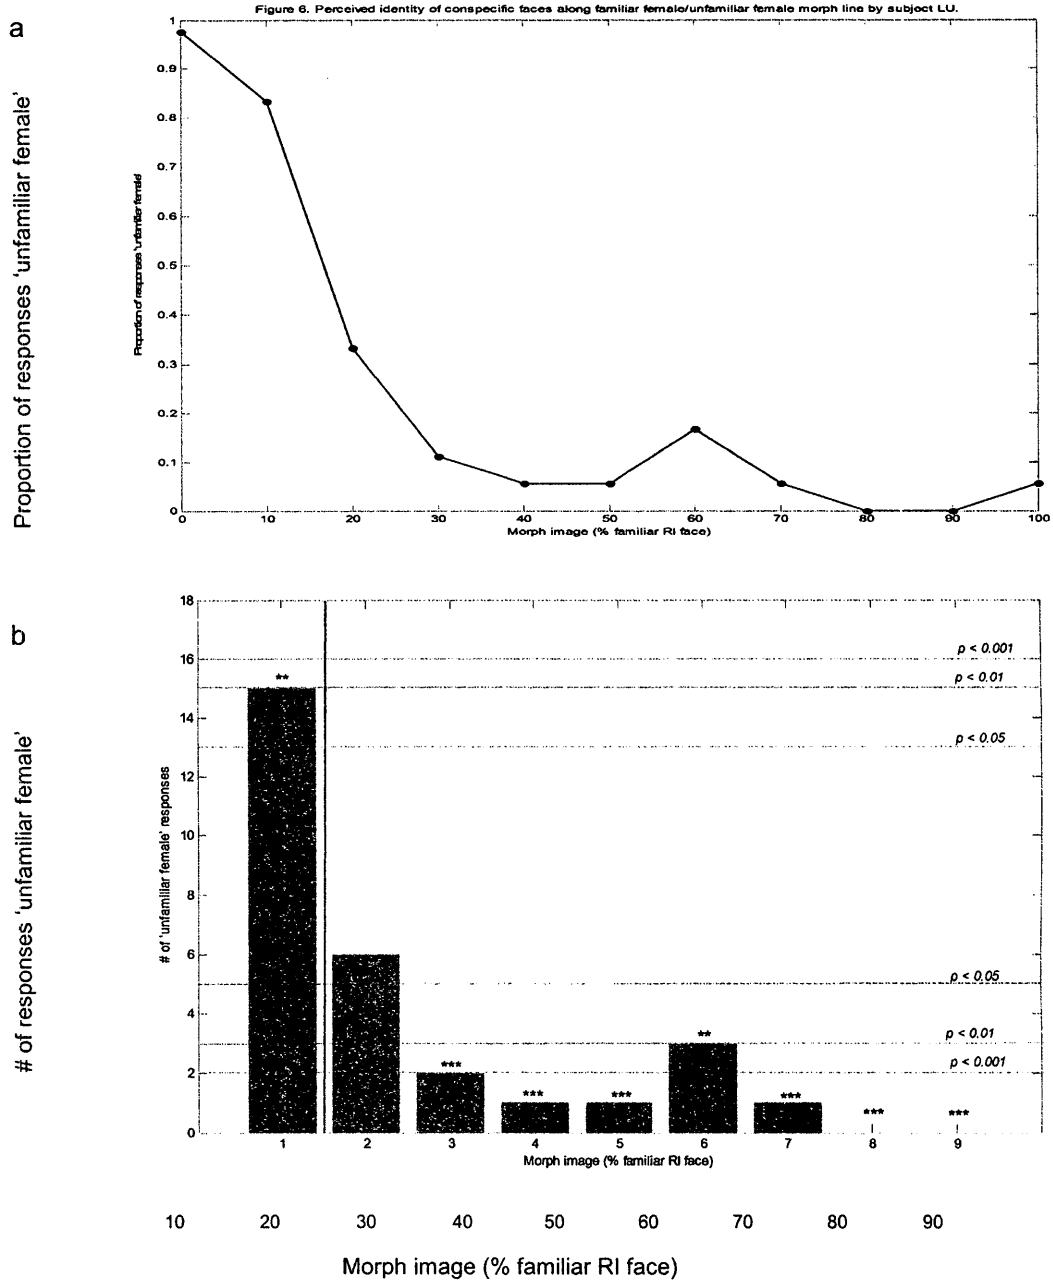 Figure 6. Perceived identity of conspecific faces along familiar female/unfamiliar female morph line by subject LU.
a
Proportion of responses 'unfamiliar female'
Proportion of responses 'unfamiliar female'
1
0.9
0.8
0.7
0.6
0.5
0.4
0.3
0.2
0.1
0
0 10 20 30 40 50 60 70 80 90 100
Morph image (% familiar RI face)
b
# of responses 'unfamiliar female'
# of 'unfamiliar female' responses
18
16
14
12
10
8
6
4
2
0
p < 0.001
p < 0.01
p < 0.05
p < 0.05
p < 0.01
p < 0.001
** *** *** *** ** *** *** ***
1 2 3 4 5 6 7 8 9
Morph image (% familiar RI face)
10 20 30 40 50 60 70 80 90
Morph image (% familiar RI face)